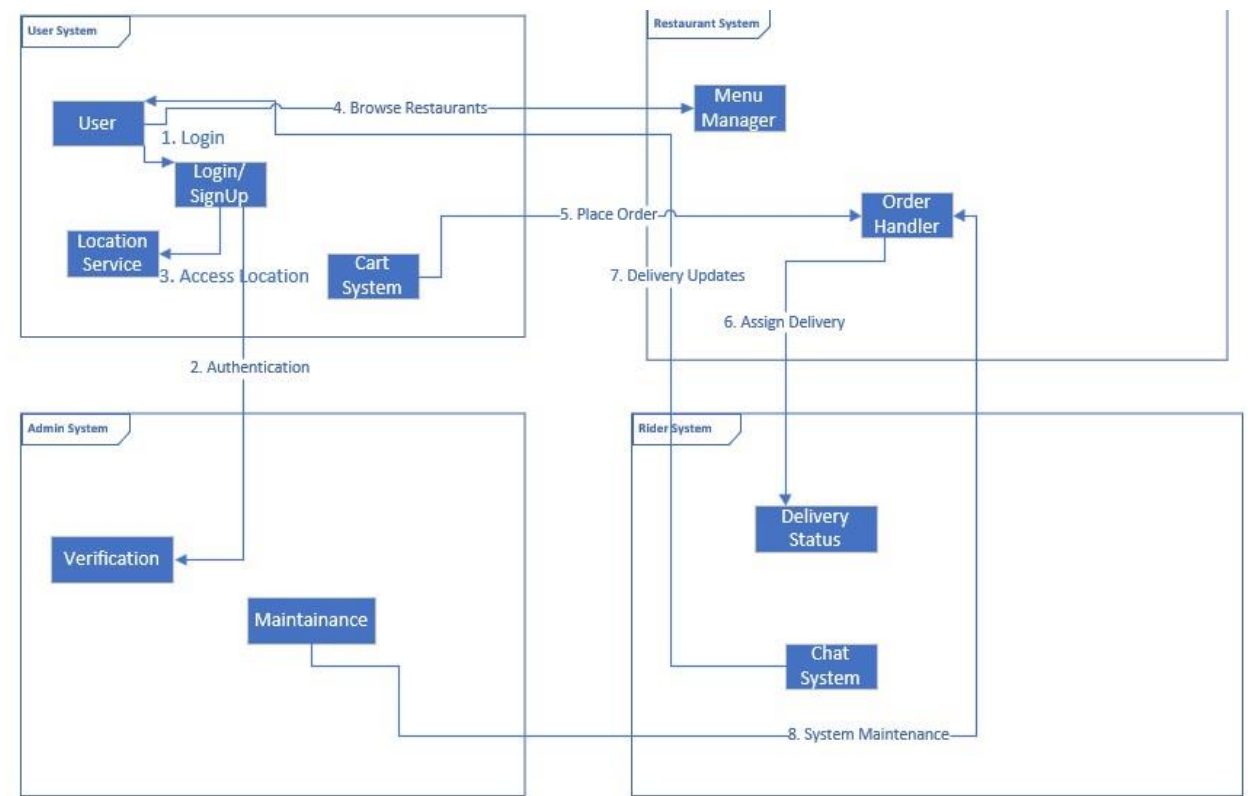 User System
User
1. Login
Login/
SignUp
Location
Service
3. Access Location
Cart
System
4. Browse Restaurants
Restaurant System
Menu
Manager
5. Place Order
Order
Handler
7. Delivery Updates
6. Assign Delivery
2. Authentication
Admin System
Verification
Maintainance
Rider System
Delivery
Status
Chat
System
8. System Maintenance